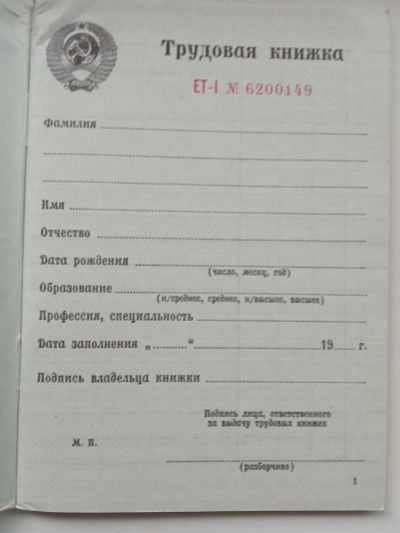 Трудовая книжка
ЕТ-I № 6200149
Фамилия
Имя
Отчество
Дата рождения
(число, месяц, год)
Образование
(н/среднее, среднее, н/высшее, высшее)
Профессия, специальность
Дата заполнения „ “ 19 г.
Подпись владельца книжки
Подпись лица, ответственного
за выдачу трудовых книжек
М. П.
(разборчиво)
1